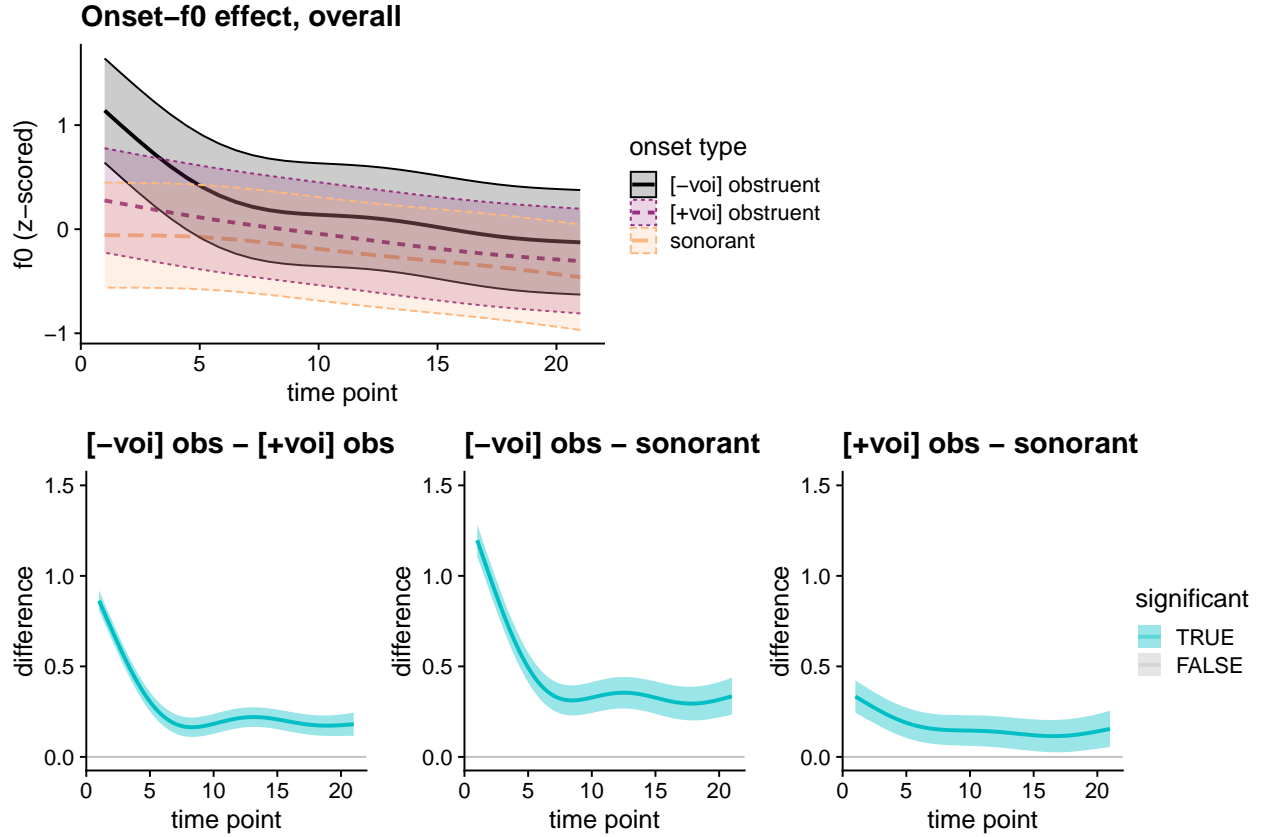 Onset−f0 effect, overall
f0 (z−scored)
1
0
−1
0 5 10 15 20
time point
onset type
[−voi] obstruent
[+voi] obstruent
sonorant
[−voi] obs − [+voi] obs
difference
1.5
1.0
0.5
0.0
0 5 10 15 20
time point
[−voi] obs − sonorant
difference
1.5
1.0
0.5
0.0
0 5 10 15 20
time point
[+voi] obs − sonorant
difference
1.5
1.0
0.5
0.0
0 5 10 15 20
time point
significant
TRUE
FALSE